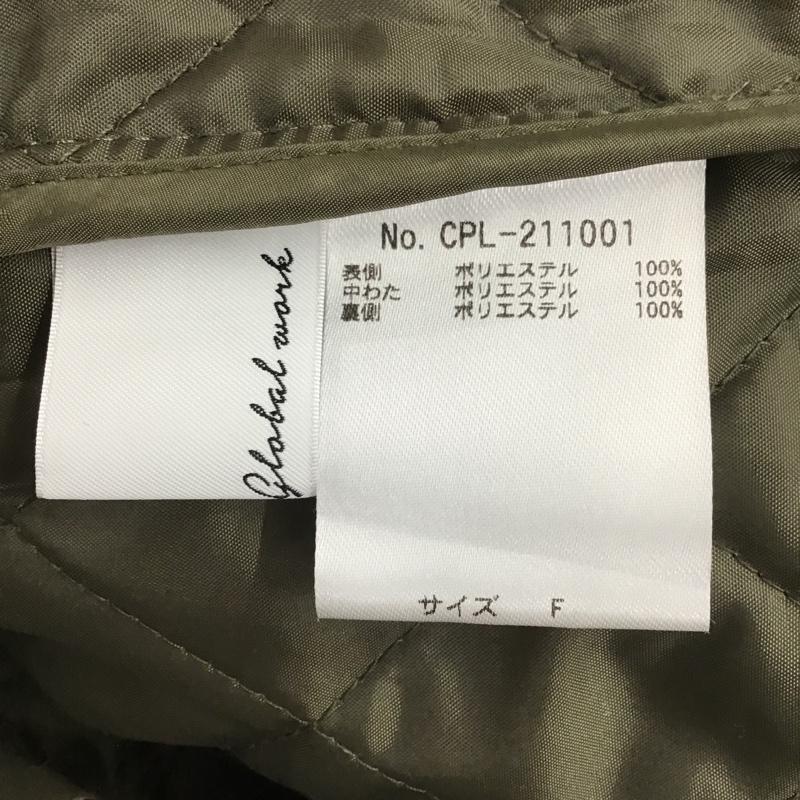 Global work
No. CPL-211001
表側 ポリエステル 100%
中わた ポリエステル 100%
裏側 ポリエステル 100%
サイズ F